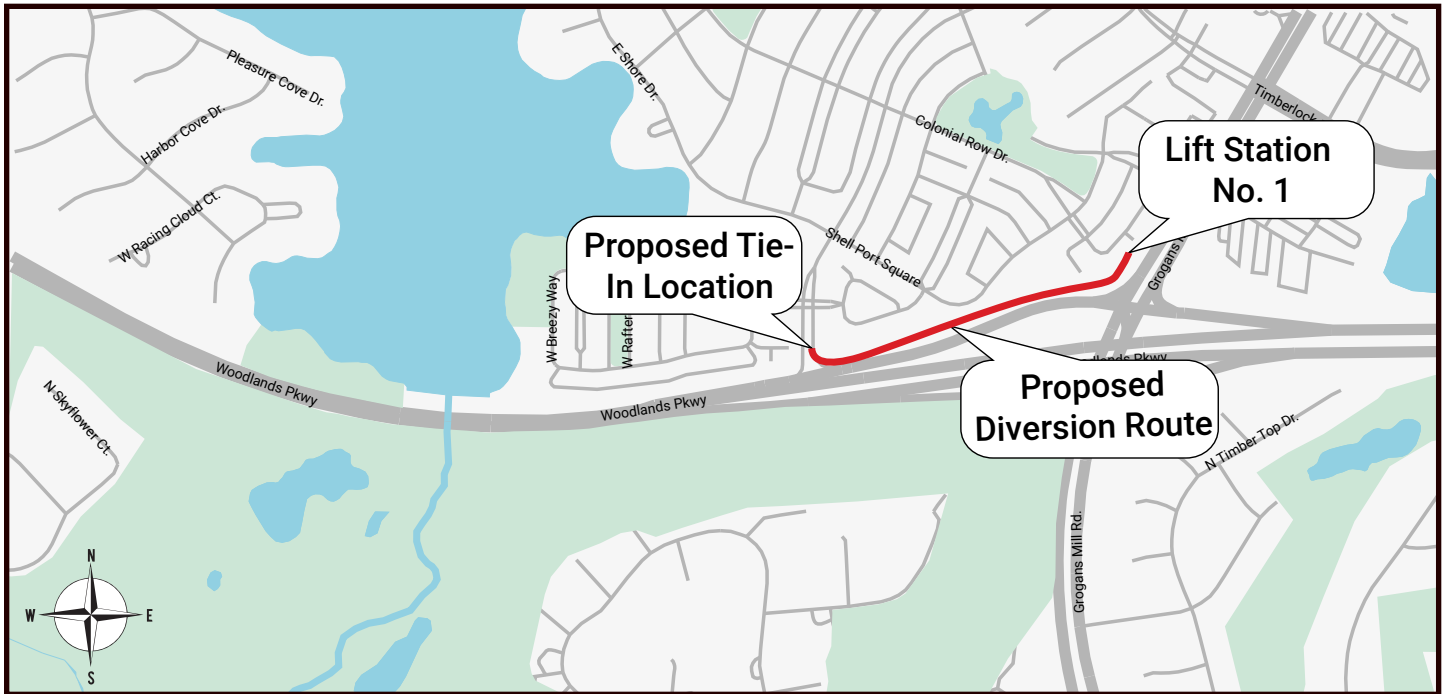 Pleasure Cove Dr.
E Shore Dr.
Timberlock
Harbor Cove Dr.
Colonial Row Dr.
Lift Station
No. 1
W Racing Cloud Ct.
Proposed Tie-
In Location
Shell Port Square
Grogans
W Breezy Way
W Rafter
Woodlands Pkwy
Woodlands Pkwy
Pkwy
Proposed
Diversion Route
N Skyflower Ct.
N Timber Top Dr.
Grogans Mill Rd.
N
W
E
S